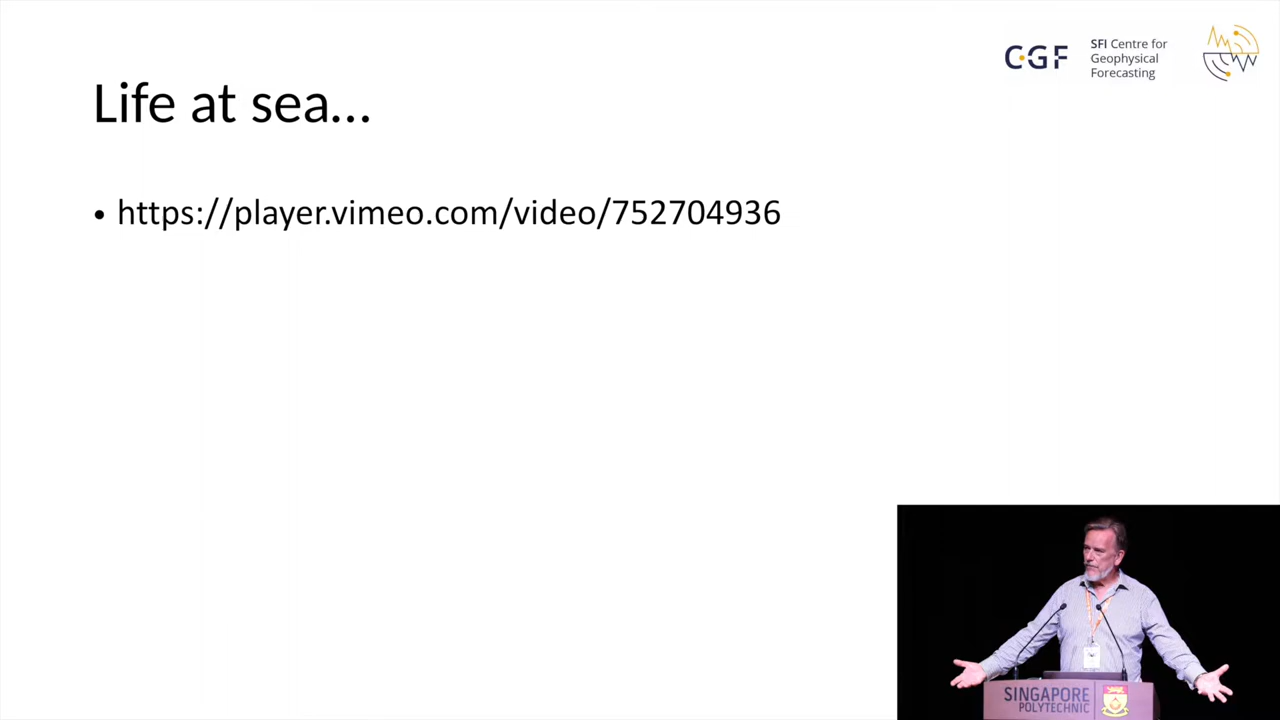 CGF
SFI Centre for
Geophysical
Forecasting
Life at sea...
• https://player.vimeo.com/video/752704936
SINGAPORE
POLYTECHNIC